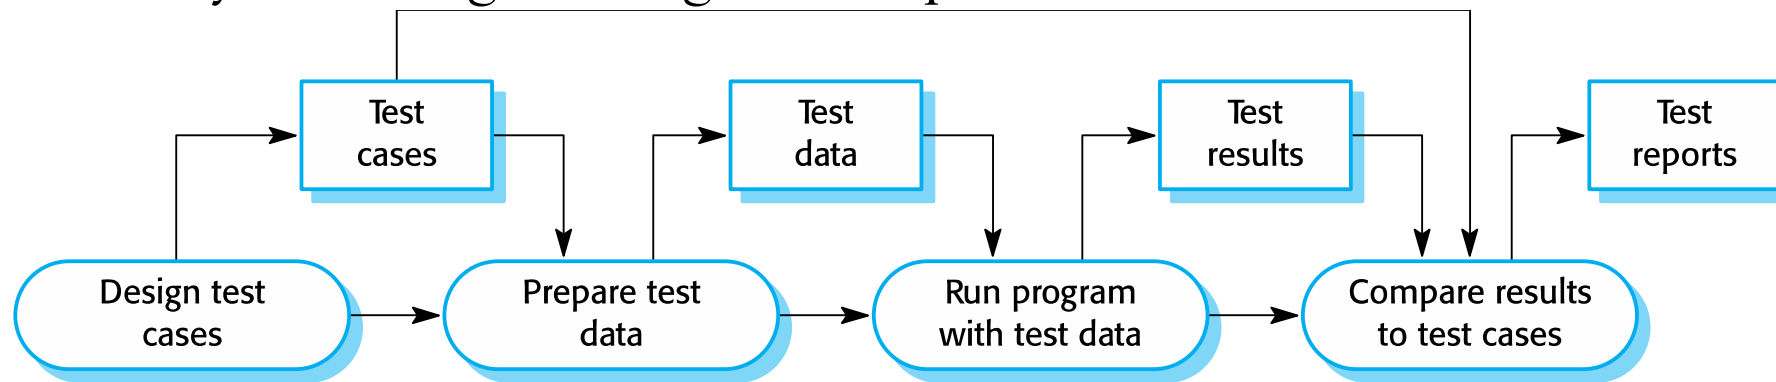 Test
cases
Test
data
Test
results
Test
reports
Design test
cases
Prepare test
data
Run program
with test data
Compare results
to test cases